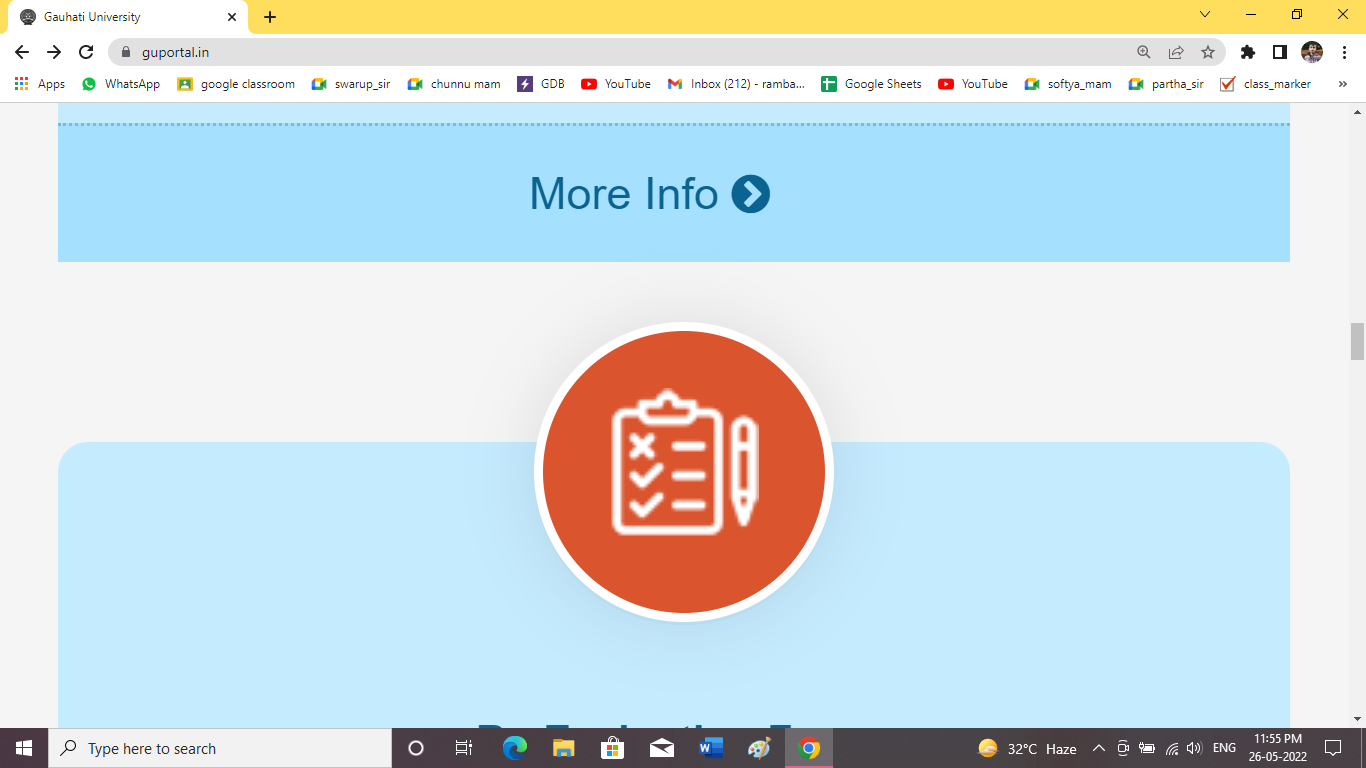 Gauhati University
guportal.in
Apps WhatsApp google classroom swarup_sir chunnu mam GDB YouTube Inbox (212) - ramba... Google Sheets YouTube softya_mam partha_sir class_marker »
More Info
Type here to search
32°C Haze
ENG
11:55 PM
26-05-2022